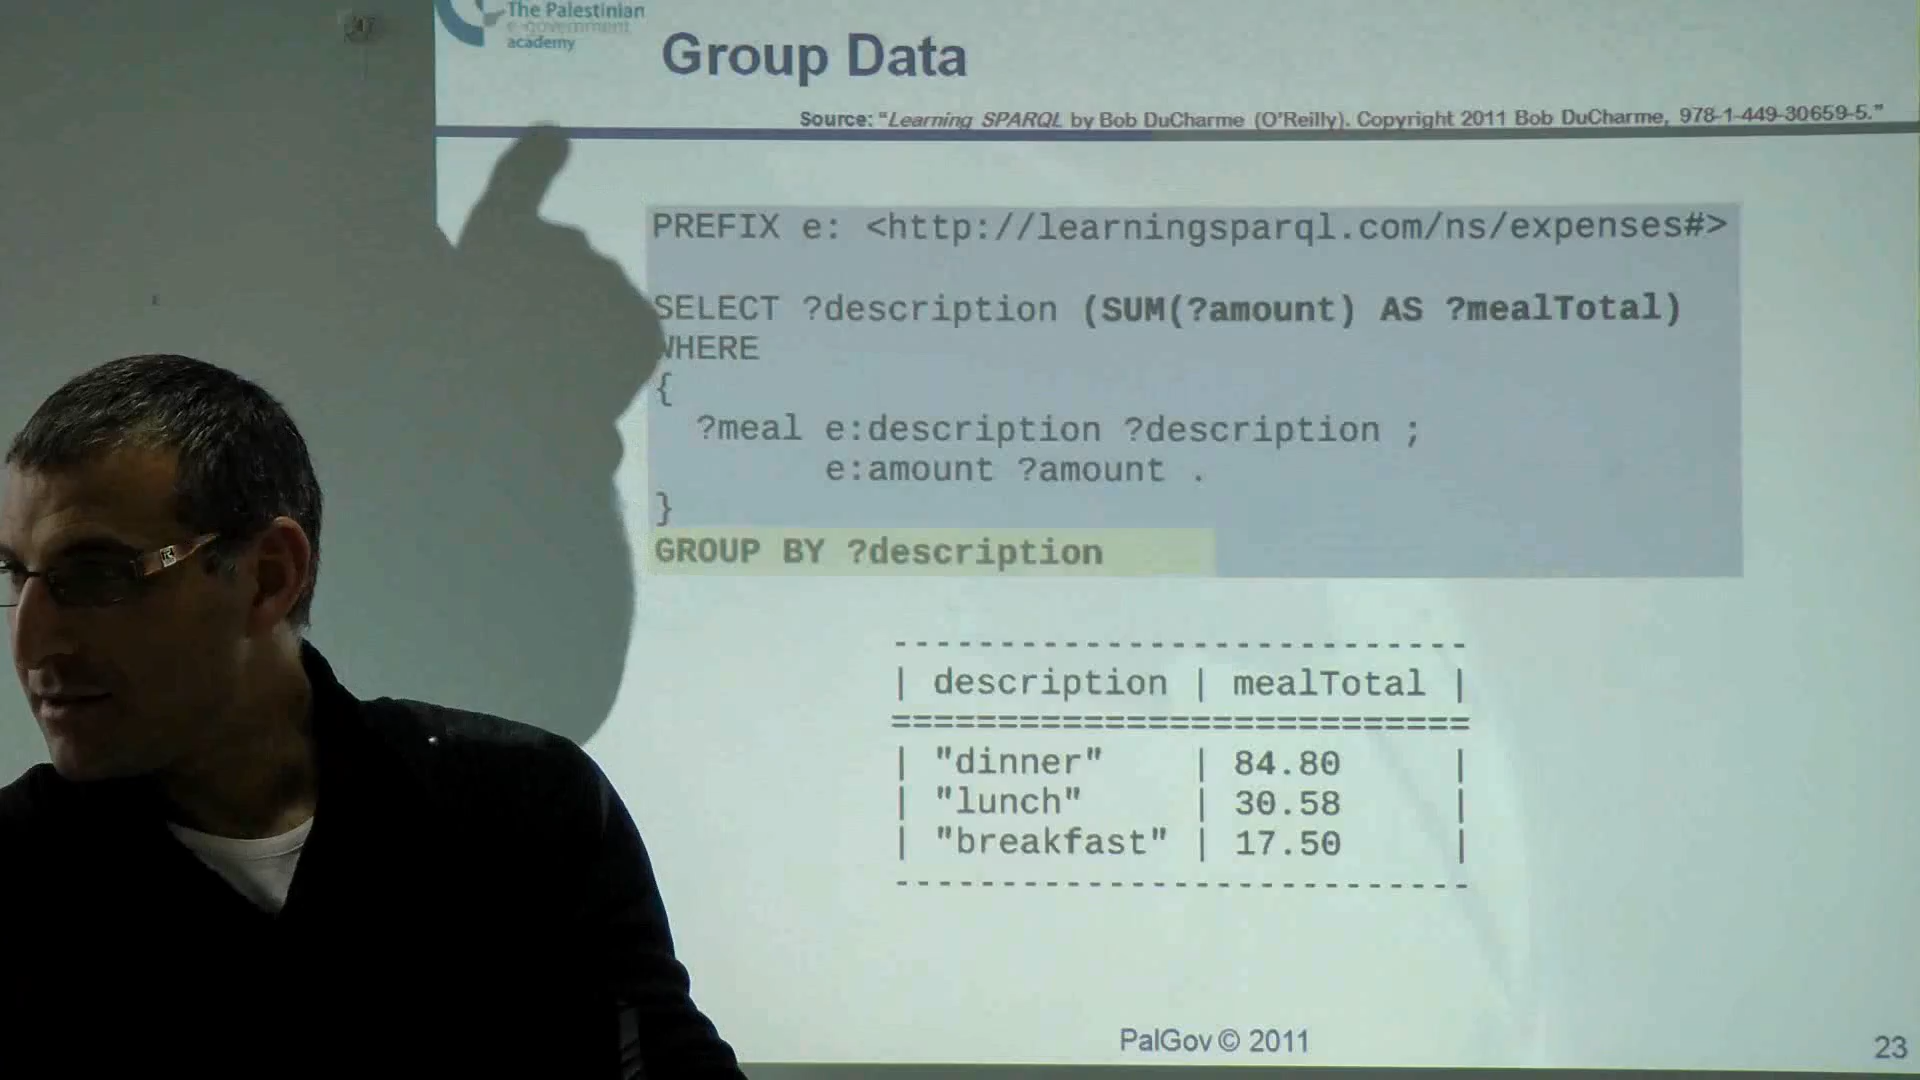 The Palestinian
e-government
academy
Group Data
Source: “Learning SPARQL by Bob DuCharme (O’Reilly). Copyright 2011 Bob DuCharme, 978-1-449-30659-5.”
PREFIX e: <http://learningsparql.com/ns/expenses#>
SELECT ?description (SUM(?amount) AS ?mealTotal)
WHERE
{
?meal e:description ?description ;
e:amount ?amount .
}
GROUP BY ?description
---------------------------
| description | mealTotal |
===========================
| "dinner" | 84.80 |
| "lunch" | 30.58 |
| "breakfast" | 17.50 |
---------------------------
PalGov © 2011
23